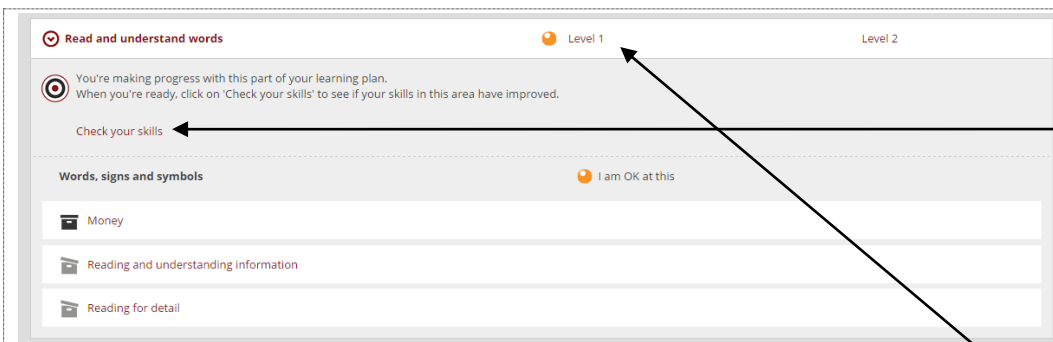 Read and understand words Level 1 Level 2
You're making progress with this part of your learning plan.
When you're ready, click on 'Check your skills' to see if your skills in this area have improved.
Check your skills
Words, signs and symbols I am OK at this
Money
Reading and understanding information
Reading for detail